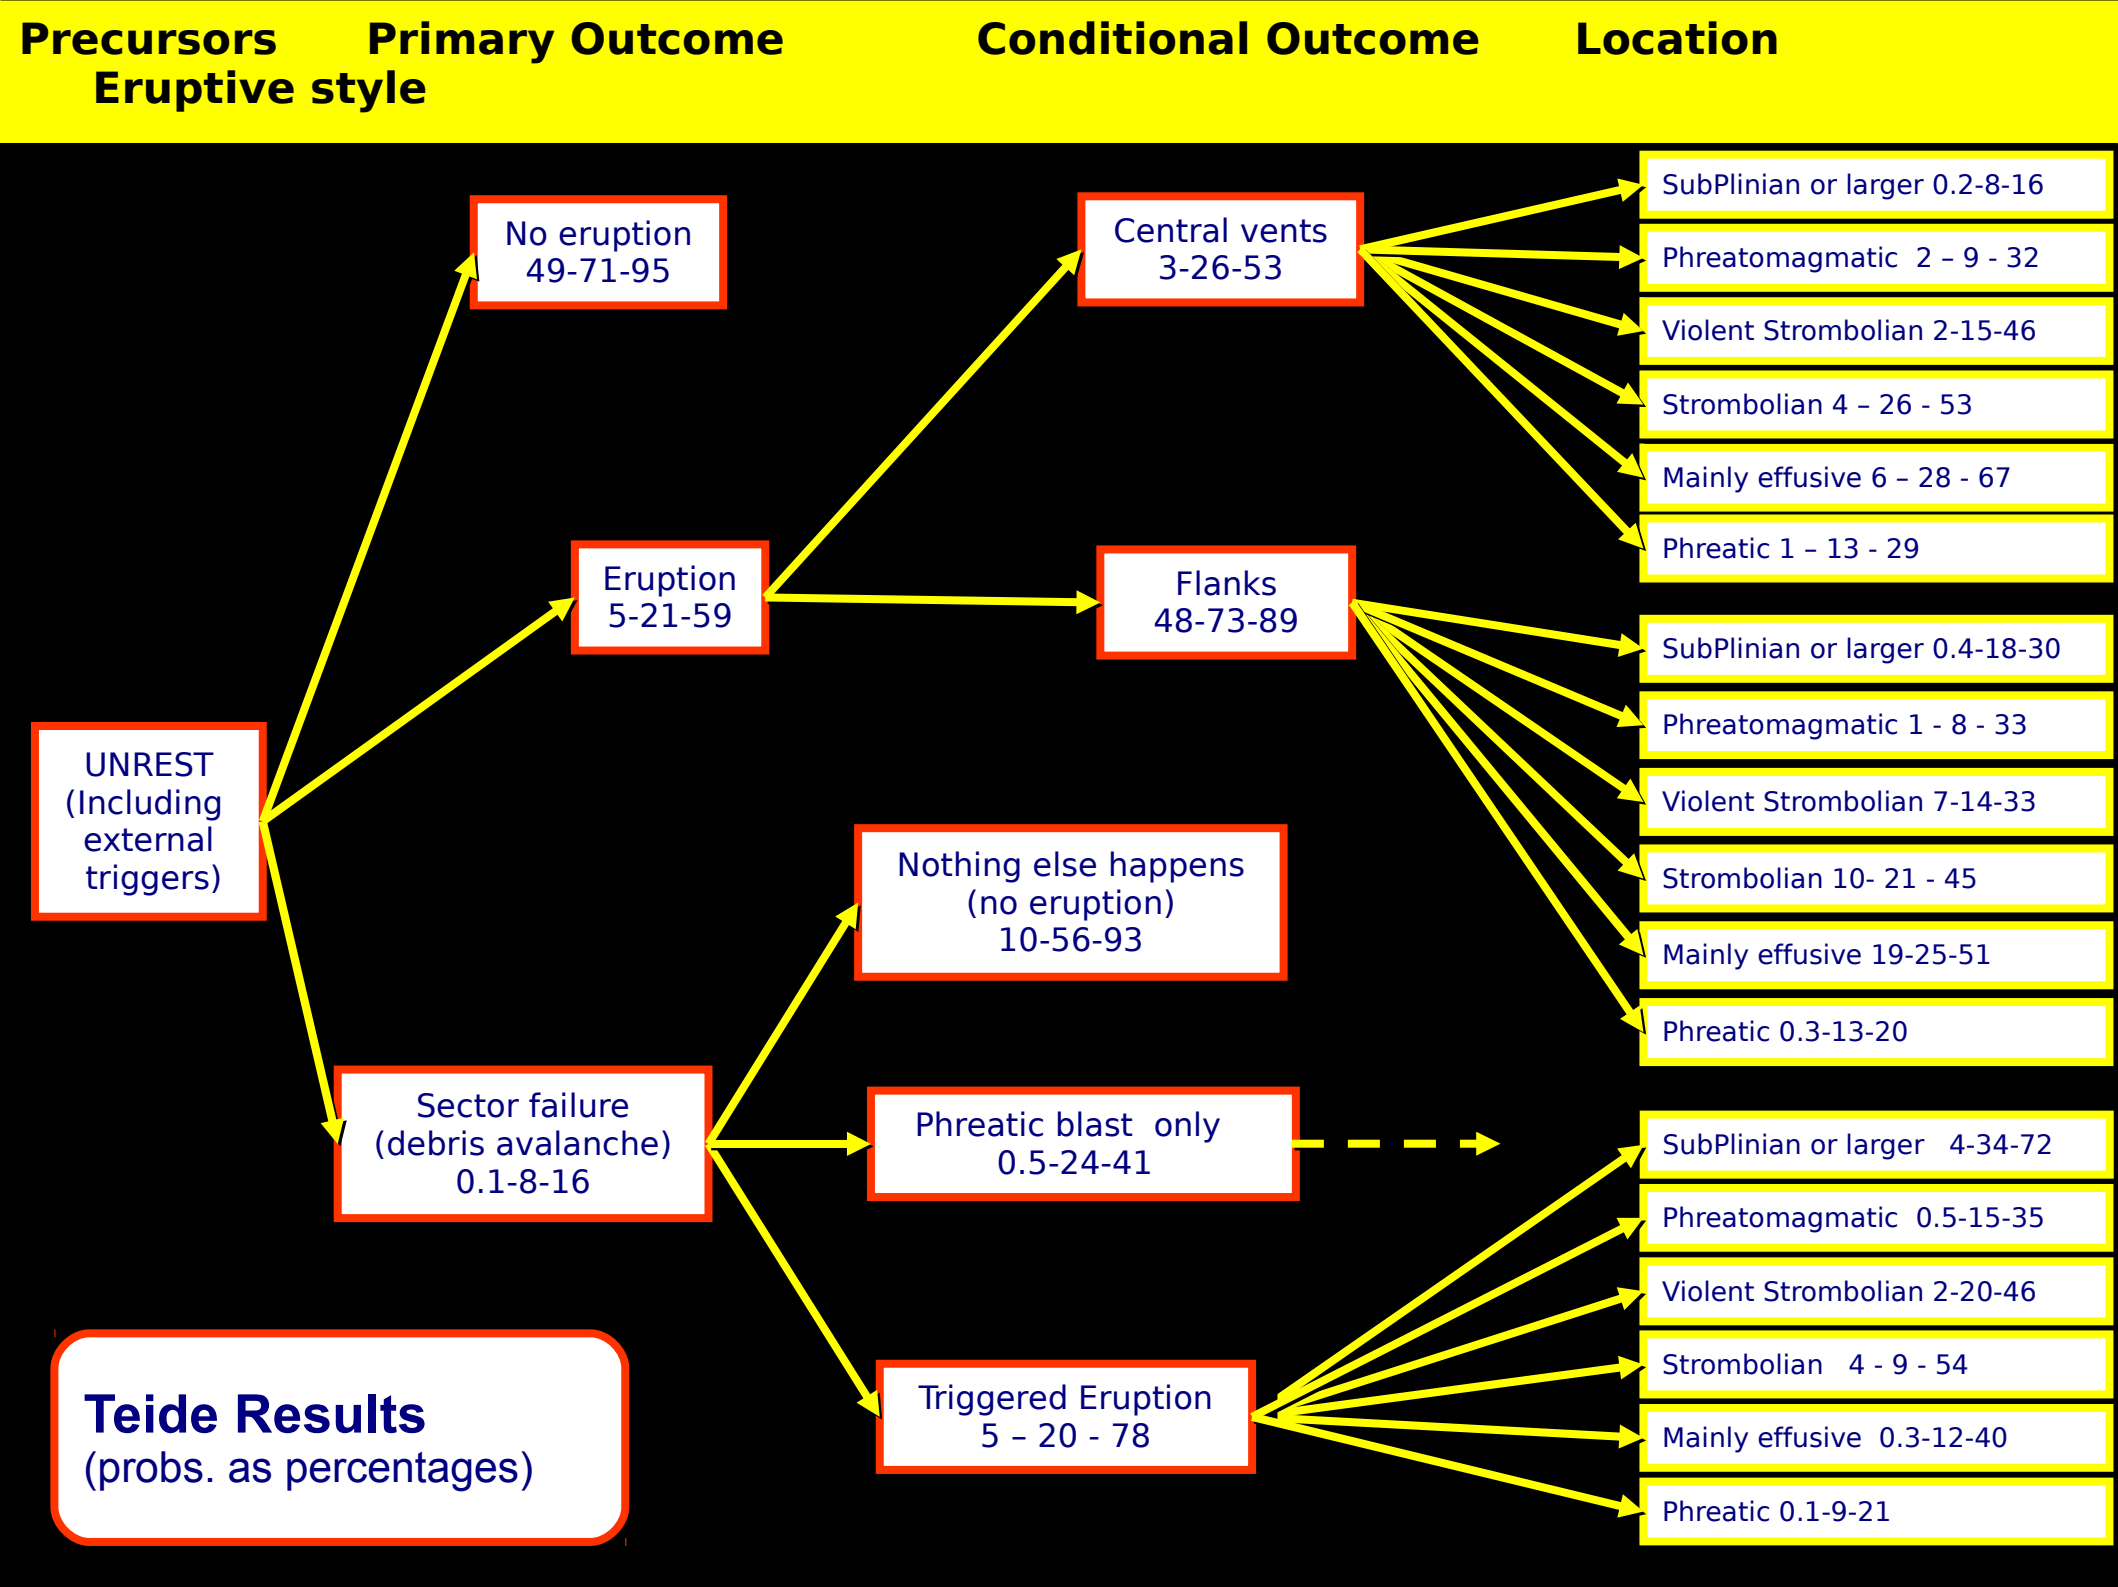 Precursors Primary Outcome Conditional Outcome Location
Eruptive style
No eruption
49-71-95
Eruption
5-21-59
UNREST
(Including
external
triggers)
Sector failure
(debris avalanche)
0.1-8-16
Central vents
3-26-53
Flanks
48-73-89
Nothing else happens
(no eruption)
10-56-93
Phreatic blast  only
0.5-24-41
Triggered Eruption
5 – 20 - 78
SubPlinian or larger 0.2-8-16
Phreatomagmatic  2 – 9 - 32
Violent Strombolian 2-15-46
Strombolian 4 – 26 - 53
Mainly effusive 6 – 28 - 67
Phreatic 1 – 13 - 29
SubPlinian or larger 0.4-18-30
Phreatomagmatic 1 - 8 - 33
Violent Strombolian 7-14-33
Strombolian 10- 21 - 45
Mainly effusive 19-25-51
Phreatic 0.3-13-20
SubPlinian or larger   4-34-72
Phreatomagmatic  0.5-15-35
Violent Strombolian 2-20-46
Strombolian   4 - 9 - 54
Mainly effusive  0.3-12-40
Phreatic 0.1-9-21
Teide Results
(probs. as percentages)